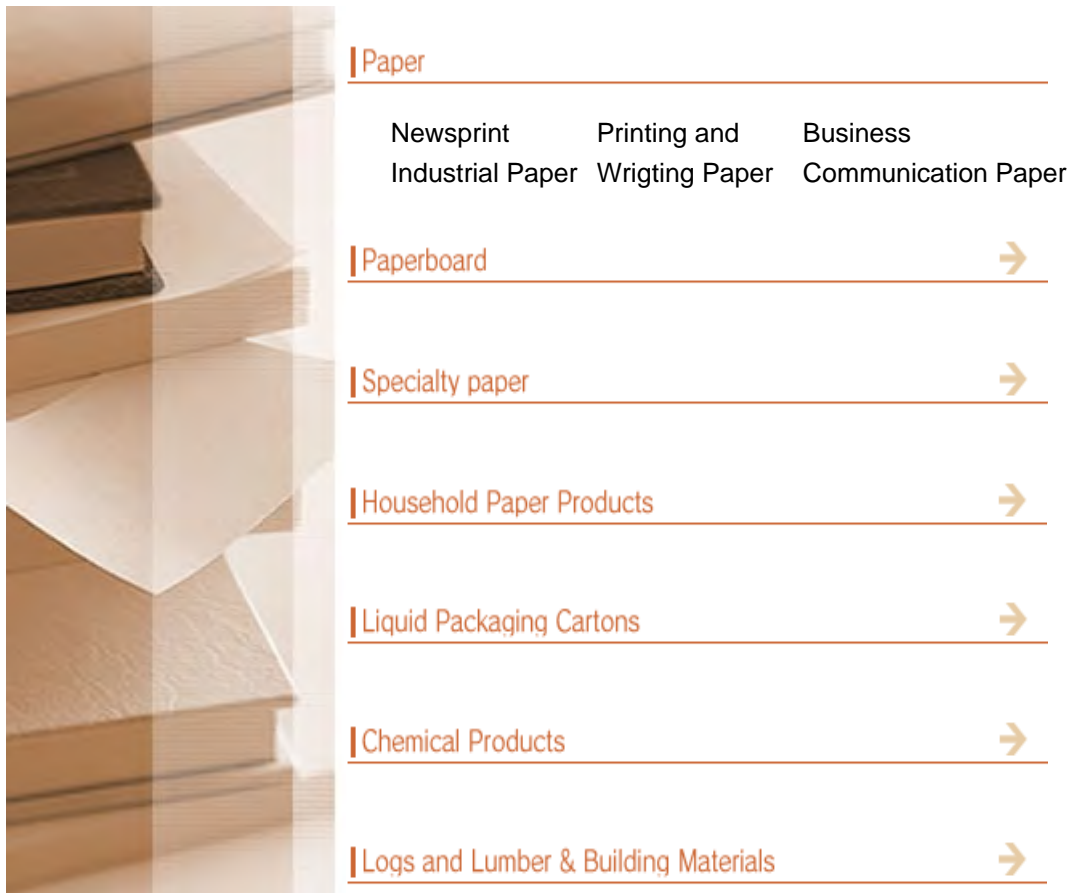 Paper
Newsprint Printing and Business
Industrial Paper Wrigting Paper Communication Paper
Paperboard
Specialty paper
Household Paper Products
Liquid Packaging Cartons
Chemical Products
Logs and Lumber & Building Materials